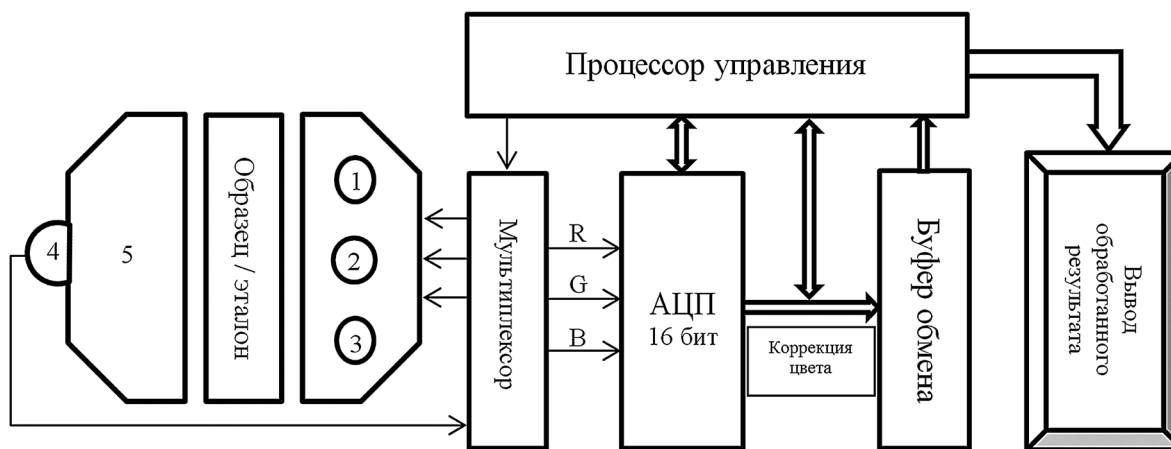 Процессор управления
4
5
Образец / эталон
1
2
3
Мультиплексор
R
G
B
АЦП
16 бит
Коррекция
цвета
Буфер обмена
Вывод
обработанного
результата